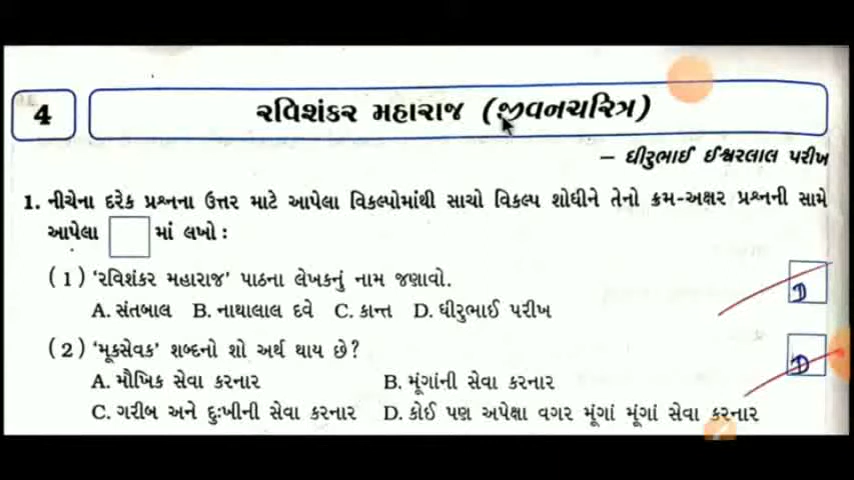 4
રવિશંકર મહારાજ (જીવનચરિત્ર)
– ધીરુભાઈ ઈશ્વરલાલ પરીખ
1. નીચેના દરેક પ્રશ્નના ઉત્તર માટે આપેલા વિકલ્પોમાંથી સાચો વિકલ્પ શોધીને તેનો ક્રમ-અક્ષર પ્રશ્નની સામે
આપેલા માં લખો :
(1) ‘રવિશંકર મહારાજ’ પાઠના લેખકનું નામ જણાવો. D
A. સંતબાલ B. નાથાલાલ દવે C. કાન્ત D. ધીરુભાઈ પરીખ
(2) ‘મૂકસેવક’ શબ્દનો શો અર્થ થાય છે? D
A. મૌખિક સેવા કરનાર B. મૂંગાંની સેવા કરનાર
C. ગરીબ અને દુઃખીની સેવા કરનાર D. કોઈ પણ અપેક્ષા વગર મૂંગાં મૂંગાં સેવા કરનાર